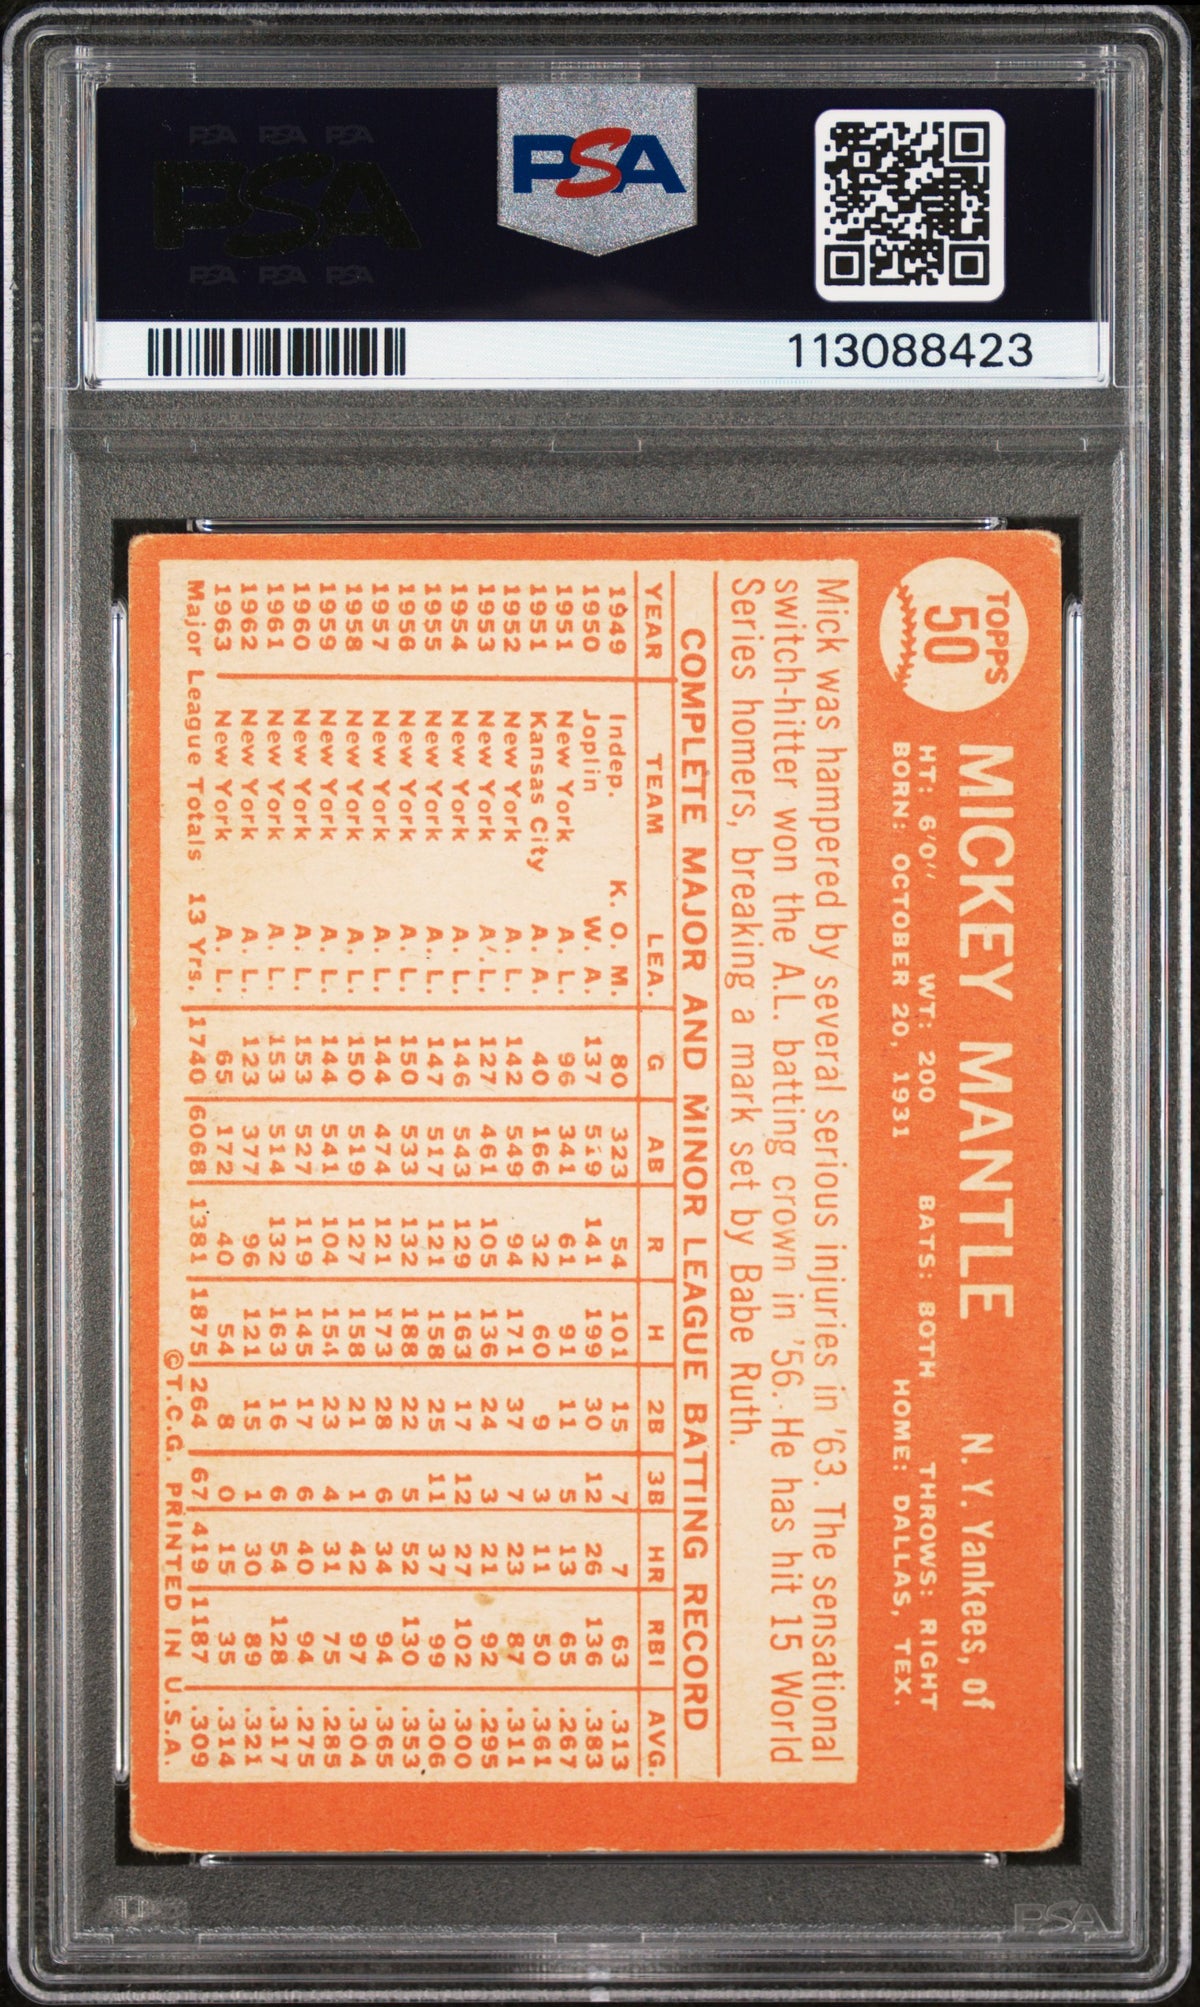 PSA PSA PSA
PSA
PSA PSA PSA
PSA
113088423
TOPPS
50
MICKEY MANTLE N. Y. Yankees, of
HT: 6'0" WT: 200 BATS: BOTH THROWS: RIGHT
BORN: OCTOBER 20, 1931 HOME: DALLAS, TEX.
Mick was hampered by several serious injuries in '63. The sensational
switch-hitter won the A.L. batting crown in '56. He has hit 15 World
Series homers, breaking a mark set by Babe Ruth.
COMPLETE MAJOR AND MINOR LEAGUE BATTING RECORD
YEAR TEAM LEA. G AB R H 2B 3B HR RBI AVG.
1949 Indep. K. O. M. 80 323 54 101 15 7 7 63 .313
1950 Joplin W. A. 137 519 141 199 30 12 26 136 .383
1951 New York A. L. 96 341 61 91 11 5 13 65 .267
1951 Kansas City A. A. 40 166 32 60 9 3 11 50 .361
1952 New York A. L. 142 549 94 171 37 7 23 87 .311
1953 New York A. L. 127 461 105 136 24 3 21 92 .295
1954 New York A. L. 146 543 129 163 17 12 27 102 .300
1955 New York A. L. 147 517 121 158 25 11 37 99 .306
1956 New York A. L. 150 533 132 188 22 5 52 130 .353
1957 New York A. L. 144 474 121 173 28 6 34 94 .365
1958 New York A. L. 150 519 127 158 21 1 42 97 .304
1959 New York A. L. 144 541 104 154 23 4 31 75 .285
1960 New York A. L. 153 527 119 145 17 6 40 94 .275
1961 New York A. L. 153 514 132 163 16 6 54 128 .317
1962 New York A. L. 123 377 96 121 15 1 30 89 .321
1963 New York A. L. 65 172 40 54 8 0 15 35 .314
Major League Totals 13 Yrs. 1740 6068 1381 1875 264 67 419 1187 .309
©T.C.G. PRINTED IN U.S.A.
PSA